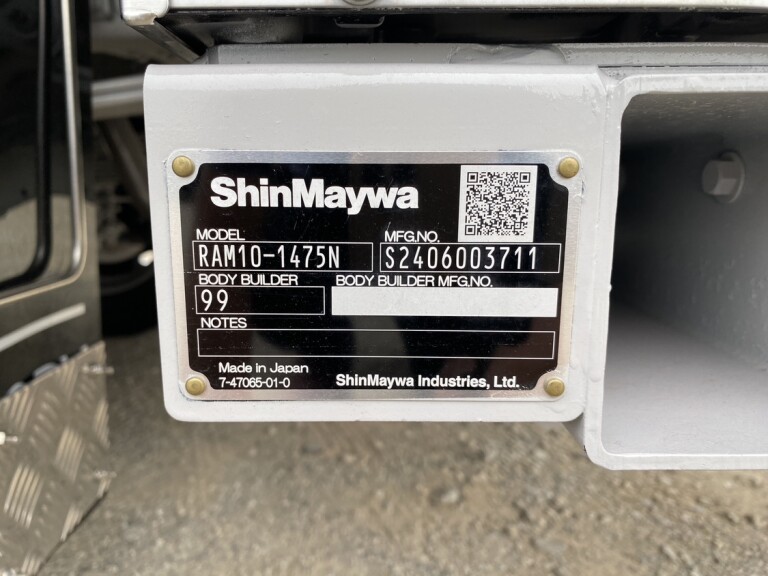 ShinMaywa
MODEL MFG.NO.
RAM10-1475N S2406003711
BODY BUILDER BODY BUILDER MFG.NO.
99
NOTES
Made in Japan
7-47065-01-0 ShinMaywa Industries, Ltd.